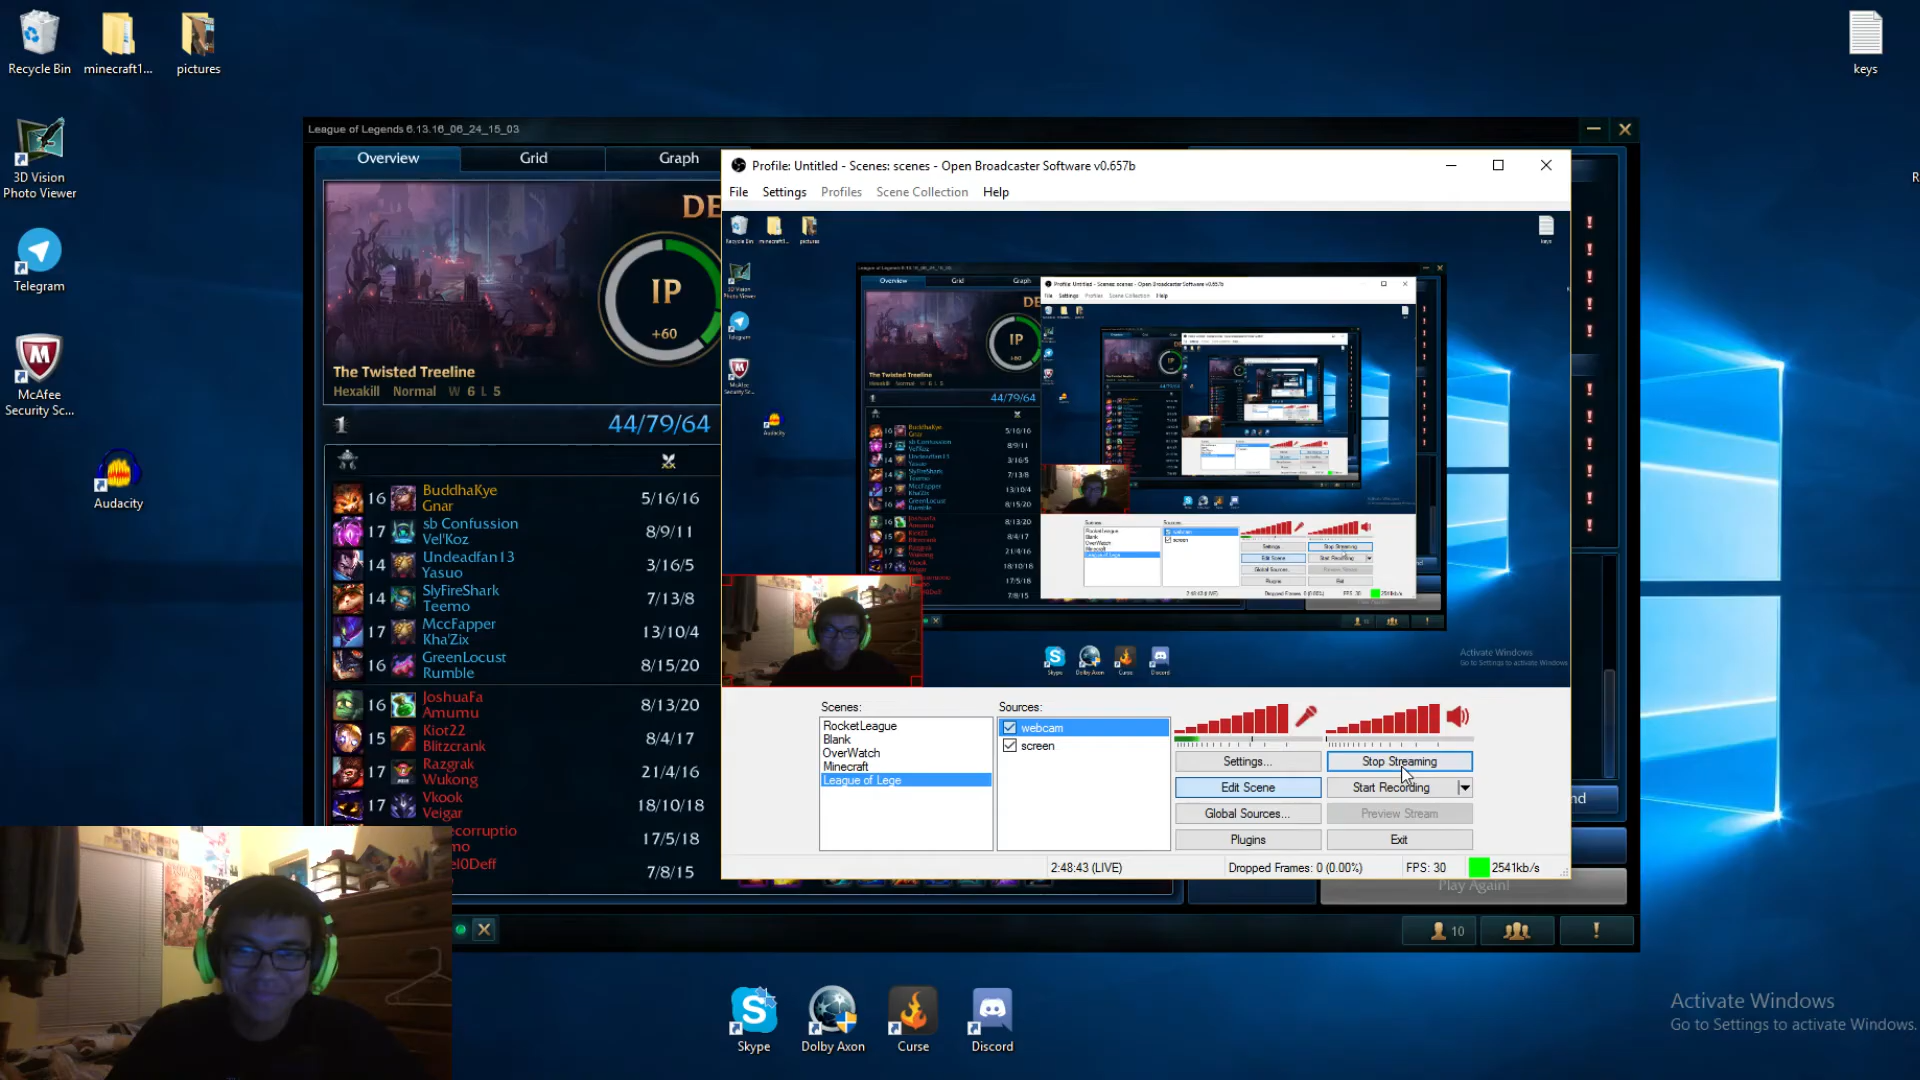 Recycle Bin
minecraft1...
pictures
keys
3D Vision
Photo Viewer
Telegram
McAfee
Security Sc...
Audacity
League of Legends 6.13.16_06_24_15_03
Overview
Grid
Graph
DE
IP
+60
The Twisted Treeline
Hexakill Normal W 6 L 5
1
44/79/64
16 BuddhaKye
Gnar
5/16/16
17 sb Confussion
Vel'Koz
8/9/11
14 Undeadfan13
Yasuo
3/16/5
14 SlyFireShark
Teemo
7/13/8
17 MccFapper
Kha'Zix
13/10/4
16 GreenLocust
Rumble
8/15/20
16 JoshuaFa
Amumu
8/13/20
15 Kiot22
Blitzcrank
8/4/17
17 Razgrak
Wukong
21/4/16
17 Vkook
Veigar
18/10/18
ecorruptio
mo
17/5/18
el0Deff
7/8/15
Profile: Untitled - Scenes: scenes - Open Broadcaster Software v0.657b
File Settings Profiles Scene Collection Help
Scenes:
RocketLeague
Blank
OverWatch
Minecraft
League of Lege
Sources:
webcam
screen
Settings...
Stop Streaming
Edit Scene
Start Recording
Global Sources...
Preview Stream
Plugins
Exit
2:48:43 (LIVE)
Dropped Frames: 0 (0.00%)
FPS: 30
2541kb/s
nd
Play Again!
10
Skype
Dolby Axon
Curse
Discord
Activate Windows
Go to Settings to activate Windows.